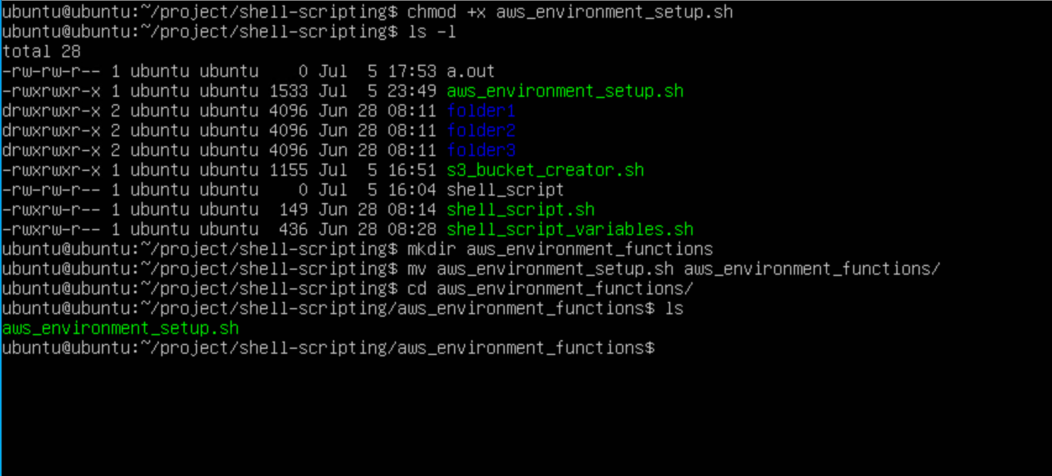 ubuntu@ubuntu:~/project/shell-scripting$ chmod +x aws_environment_setup.sh
ubuntu@ubuntu:~/project/shell-scripting$ ls -l
total 28
-rw-rw-r-- 1 ubuntu ubuntu    0 Jul  5 17:53 a.out
-rwxrwxr-x 1 ubuntu ubuntu 1533 Jul  5 23:49 aws_environment_setup.sh
drwxrwxr-x 2 ubuntu ubuntu 4096 Jun 28 08:11 folder1
drwxrwxr-x 2 ubuntu ubuntu 4096 Jun 28 08:11 folder2
drwxrwxr-x 2 ubuntu ubuntu 4096 Jun 28 08:11 folder3
-rwxrwxr-x 1 ubuntu ubuntu 1155 Jul  5 16:51 s3_bucket_creator.sh
-rw-rw-r-- 1 ubuntu ubuntu    0 Jul  5 16:04 shell_script
-rwxrw-r-- 1 ubuntu ubuntu  149 Jun 28 08:14 shell_script.sh
-rwxrw-r-- 1 ubuntu ubuntu  436 Jun 28 08:28 shell_script_variables.sh
ubuntu@ubuntu:~/project/shell-scripting$ mkdir aws_environment_functions
ubuntu@ubuntu:~/project/shell-scripting$ mv aws_environment_setup.sh aws_environment_functions/
ubuntu@ubuntu:~/project/shell-scripting$ cd aws_environment_functions/
ubuntu@ubuntu:~/project/shell-scripting/aws_environment_functions$ ls
aws_environment_setup.sh
ubuntu@ubuntu:~/project/shell-scripting/aws_environment_functions$